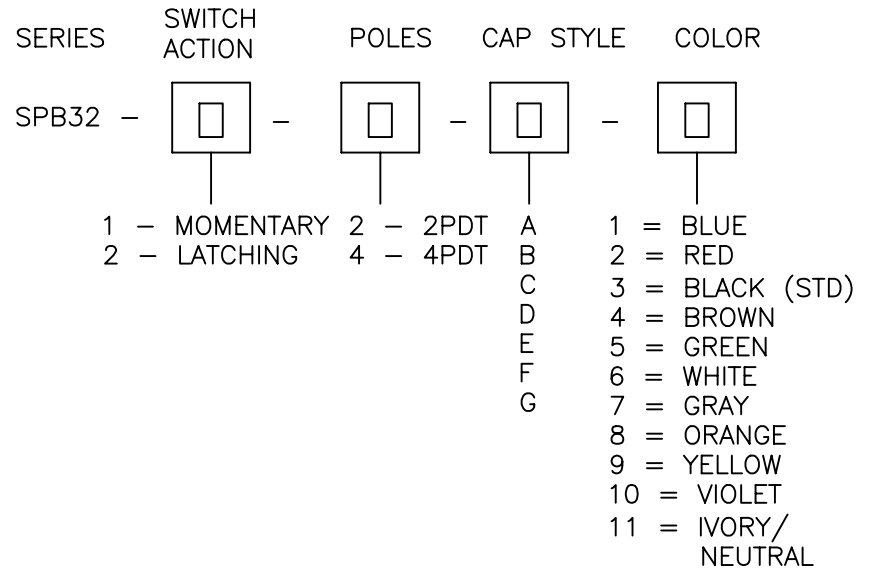 SERIES SWITCH ACTION POLES CAP STYLE COLOR
SPB32 - - - -
1 - MOMENTARY 2 - 2PDT A 1 = BLUE
2 - LATCHING 4 - 4PDT B 2 = RED
C 3 = BLACK (STD)
D 4 = BROWN
E 5 = GREEN
F 6 = WHITE
G 7 = GRAY
8 = ORANGE
9 = YELLOW
10 = VIOLET
11 = IVORY/
NEUTRAL